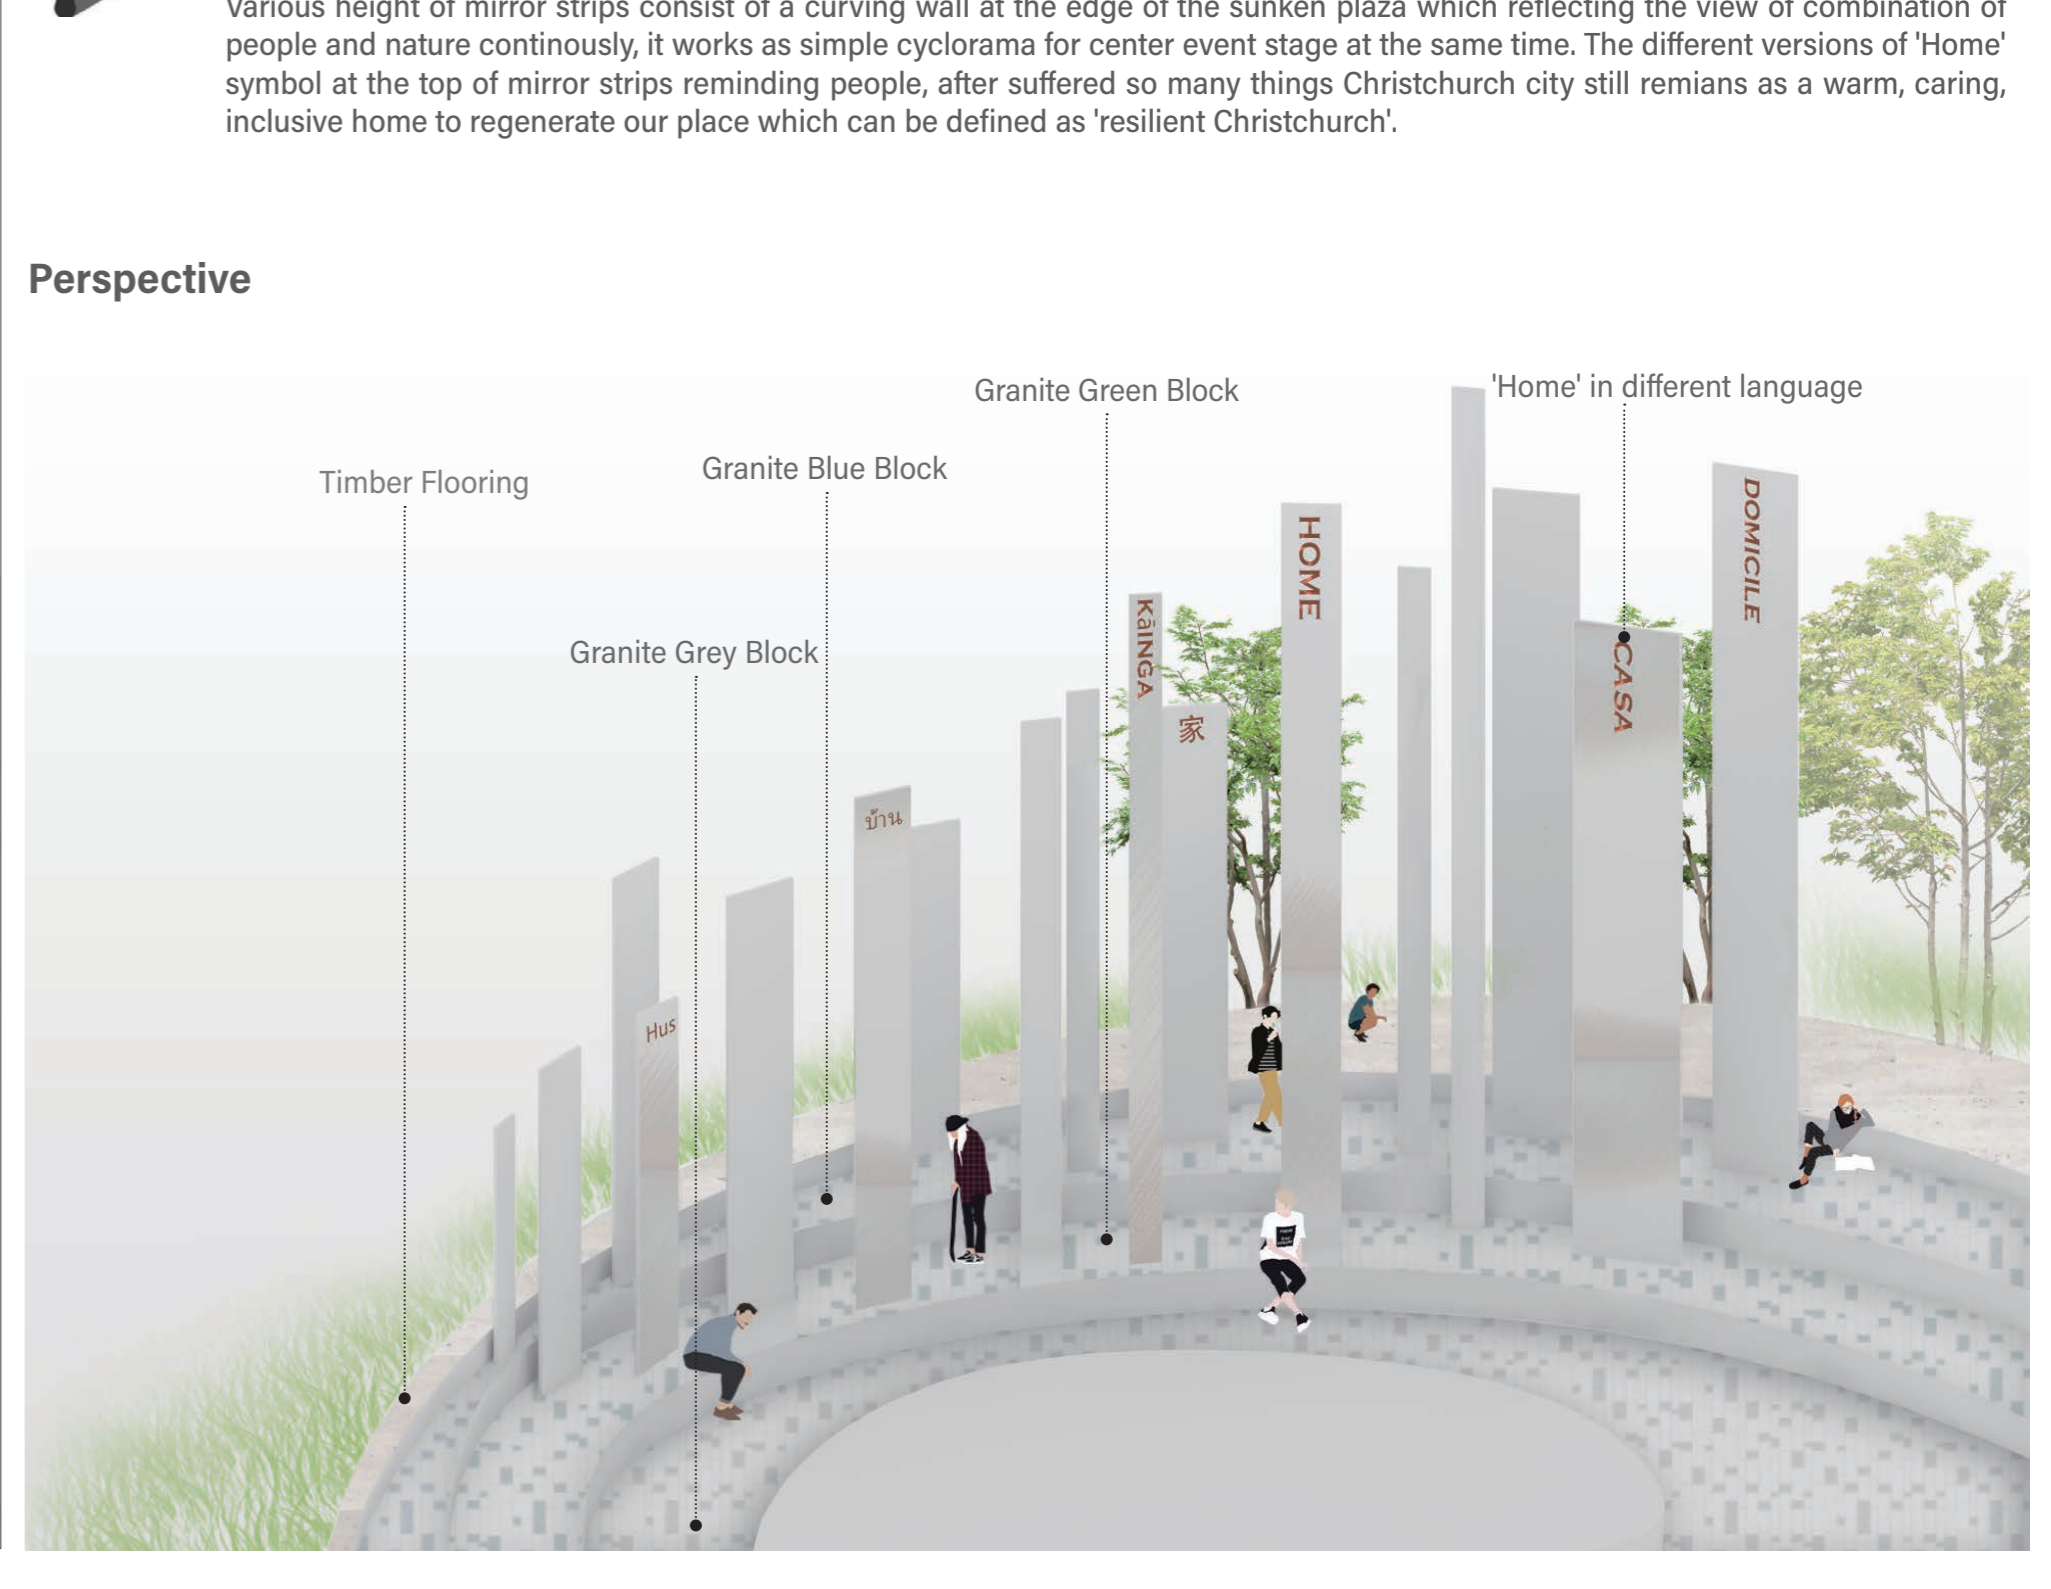 Various height of mirror strips consist of a curving wall at the edge of the sunken plaza which reflecting the view of combination of
people and nature continously, it works as simple cyclorama for center event stage at the same time. The different versions of 'Home'
symbol at the top of mirror strips reminding people, after suffered so many things Christchurch city still remians as a warm, caring,
inclusive home to regenerate our place which can be defined as 'resilient Christchurch'.
Perspective
Granite Green Block
'Home' in different language
Timber Flooring
Granite Blue Block
Granite Grey Block
DOMICILE
HOME
KāINGA
CASA
家
บ้าน
Hus